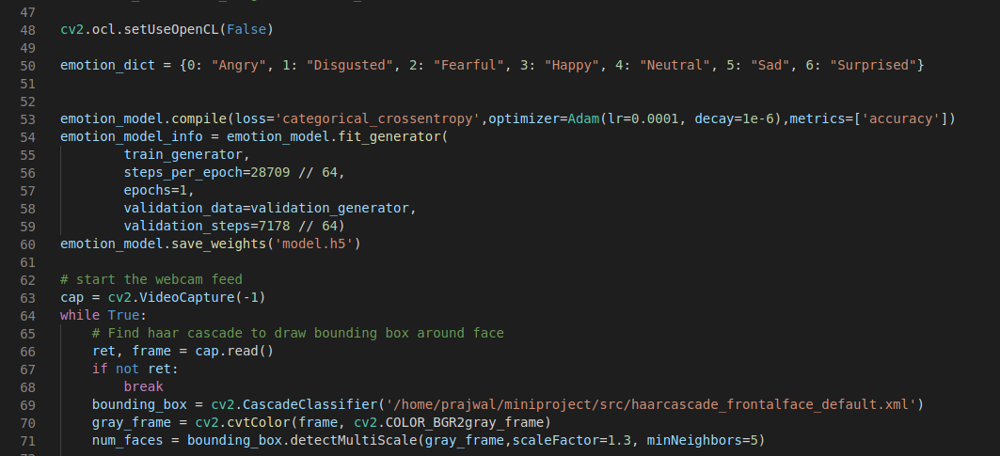 47
48 cv2.ocl.setUseOpenCL(False)
49
50 emotion_dict = {0: "Angry", 1: "Disgusted", 2: "Fearful", 3: "Happy", 4: "Neutral", 5: "Sad", 6: "Surprised"}
51
52
53 emotion_model.compile(loss='categorical_crossentropy',optimizer=Adam(lr=0.0001, decay=1e-6),metrics=['accuracy'])
54 emotion_model_info = emotion_model.fit_generator(
55         train_generator,
56         steps_per_epoch=28709 // 64,
57         epochs=1,
58         validation_data=validation_generator,
59         validation_steps=7178 // 64)
60 emotion_model.save_weights('model.h5')
61
62 # start the webcam feed
63 cap = cv2.VideoCapture(-1)
64 while True:
65     # Find haar cascade to draw bounding box around face
66     ret, frame = cap.read()
67     if not ret:
68         break
69     bounding_box = cv2.CascadeClassifier('/home/prajwal/miniproject/src/haarcascade_frontalface_default.xml')
70     gray_frame = cv2.cvtColor(frame, cv2.COLOR_BGR2gray_frame)
71     num_faces = bounding_box.detectMultiScale(gray_frame,scaleFactor=1.3, minNeighbors=5)